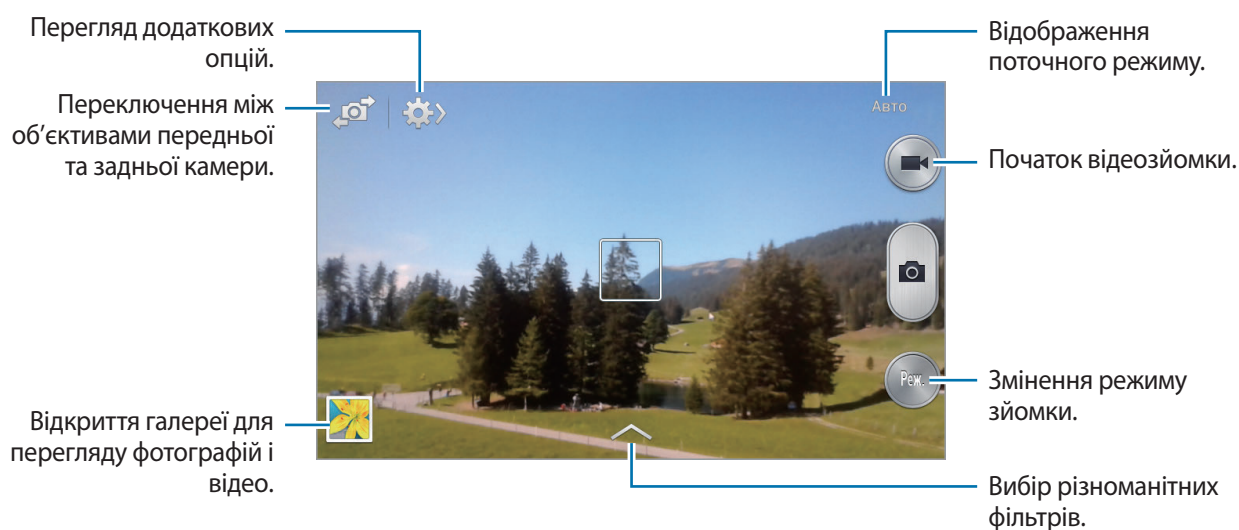 Перегляд додаткових
опцій.
Переключення між
об’єктивами передньої
та задньої камери.
Відкриття галереї для
перегляду фотографій і
відео.
Відображення
поточного режиму.
Авто
Початок відеозйомки.
Реж.
Змінення режиму
зйомки.
Вибір різноманітних
фільтрів.